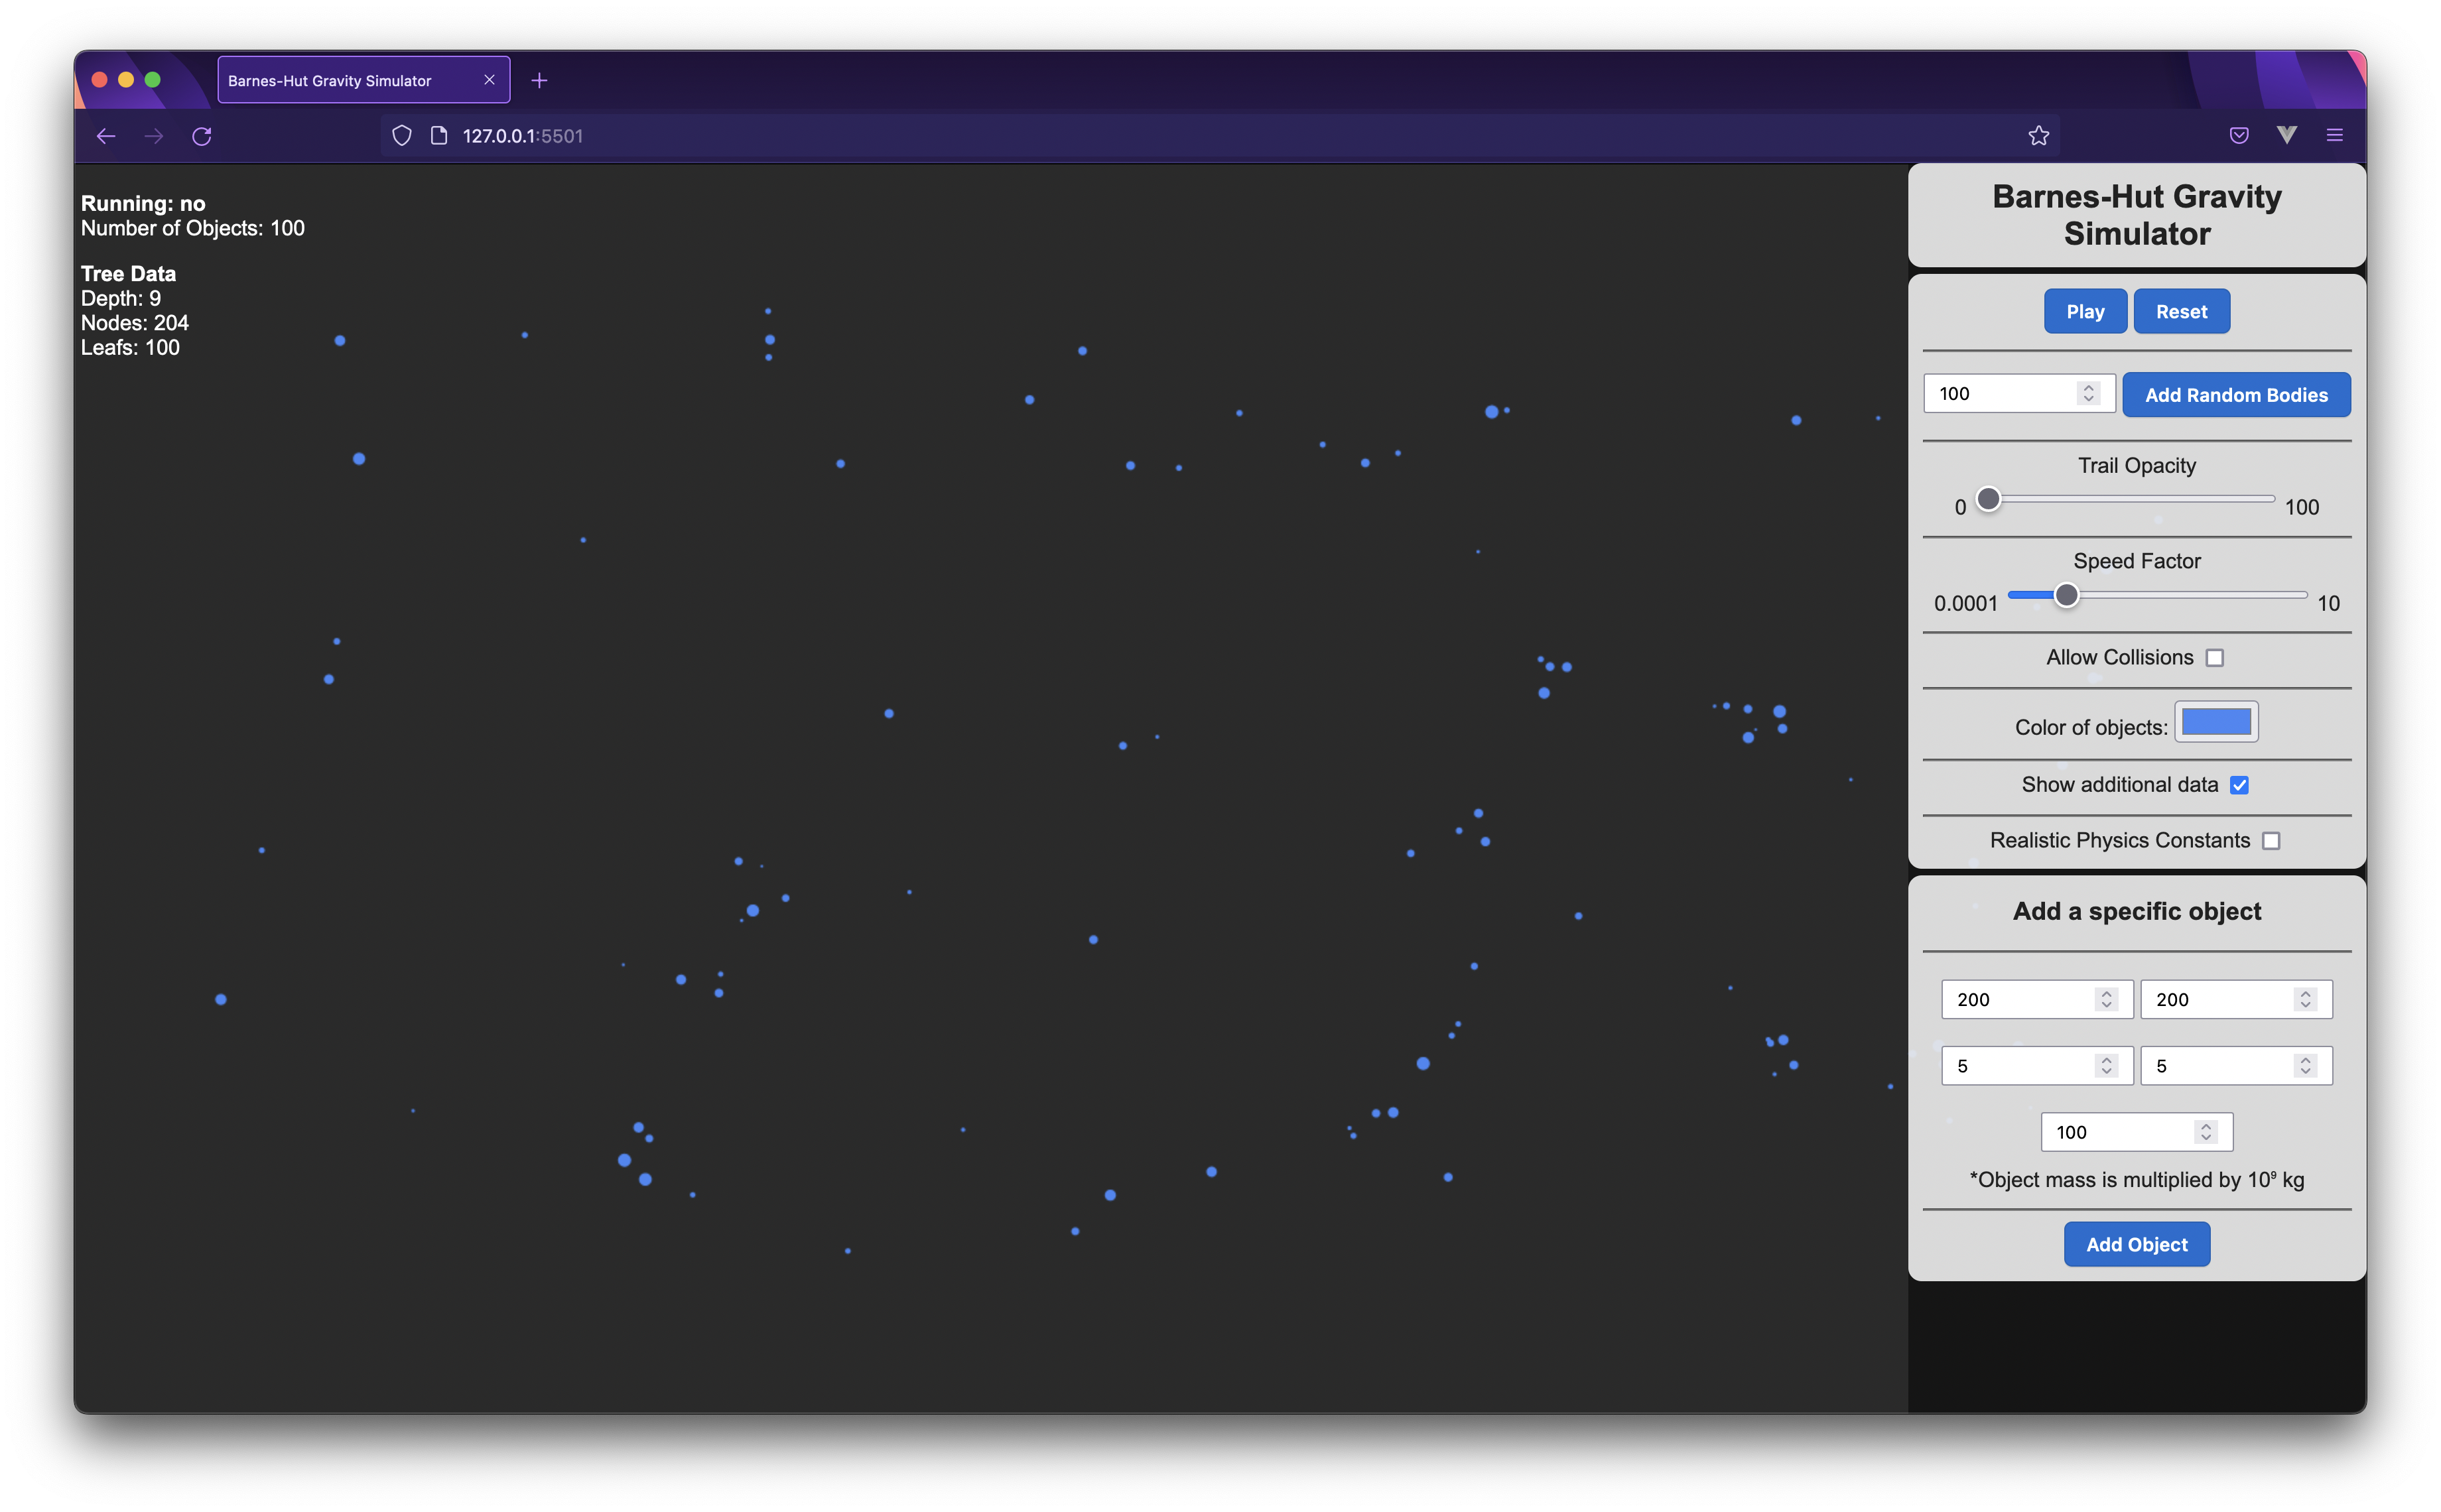 Barnes-Hut Gravity Simulator
127.0.0.1:5501
Running: no
Number of Objects: 100
Tree Data
Depth: 9
Nodes: 204
Leafs: 100
Barnes-Hut Gravity
Simulator
Play Reset
100 Add Random Bodies
Trail Opacity
0 100
Speed Factor
0.0001 10
Allow Collisions
Color of objects:
Show additional data
Realistic Physics Constants
Add a specific object
200 200
5 5
100
*Object mass is multiplied by 10⁹ kg
Add Object